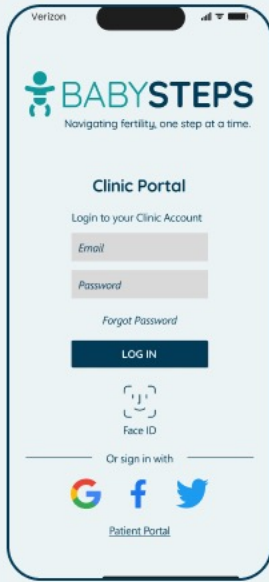 Verizon
BABYSTEPS
Navigating fertility, one step at a time.
Clinic Portal
Login to your Clinic Account
Email
Password
Forgot Password
LOG IN
Face ID
Or sign in with
Patient Portal